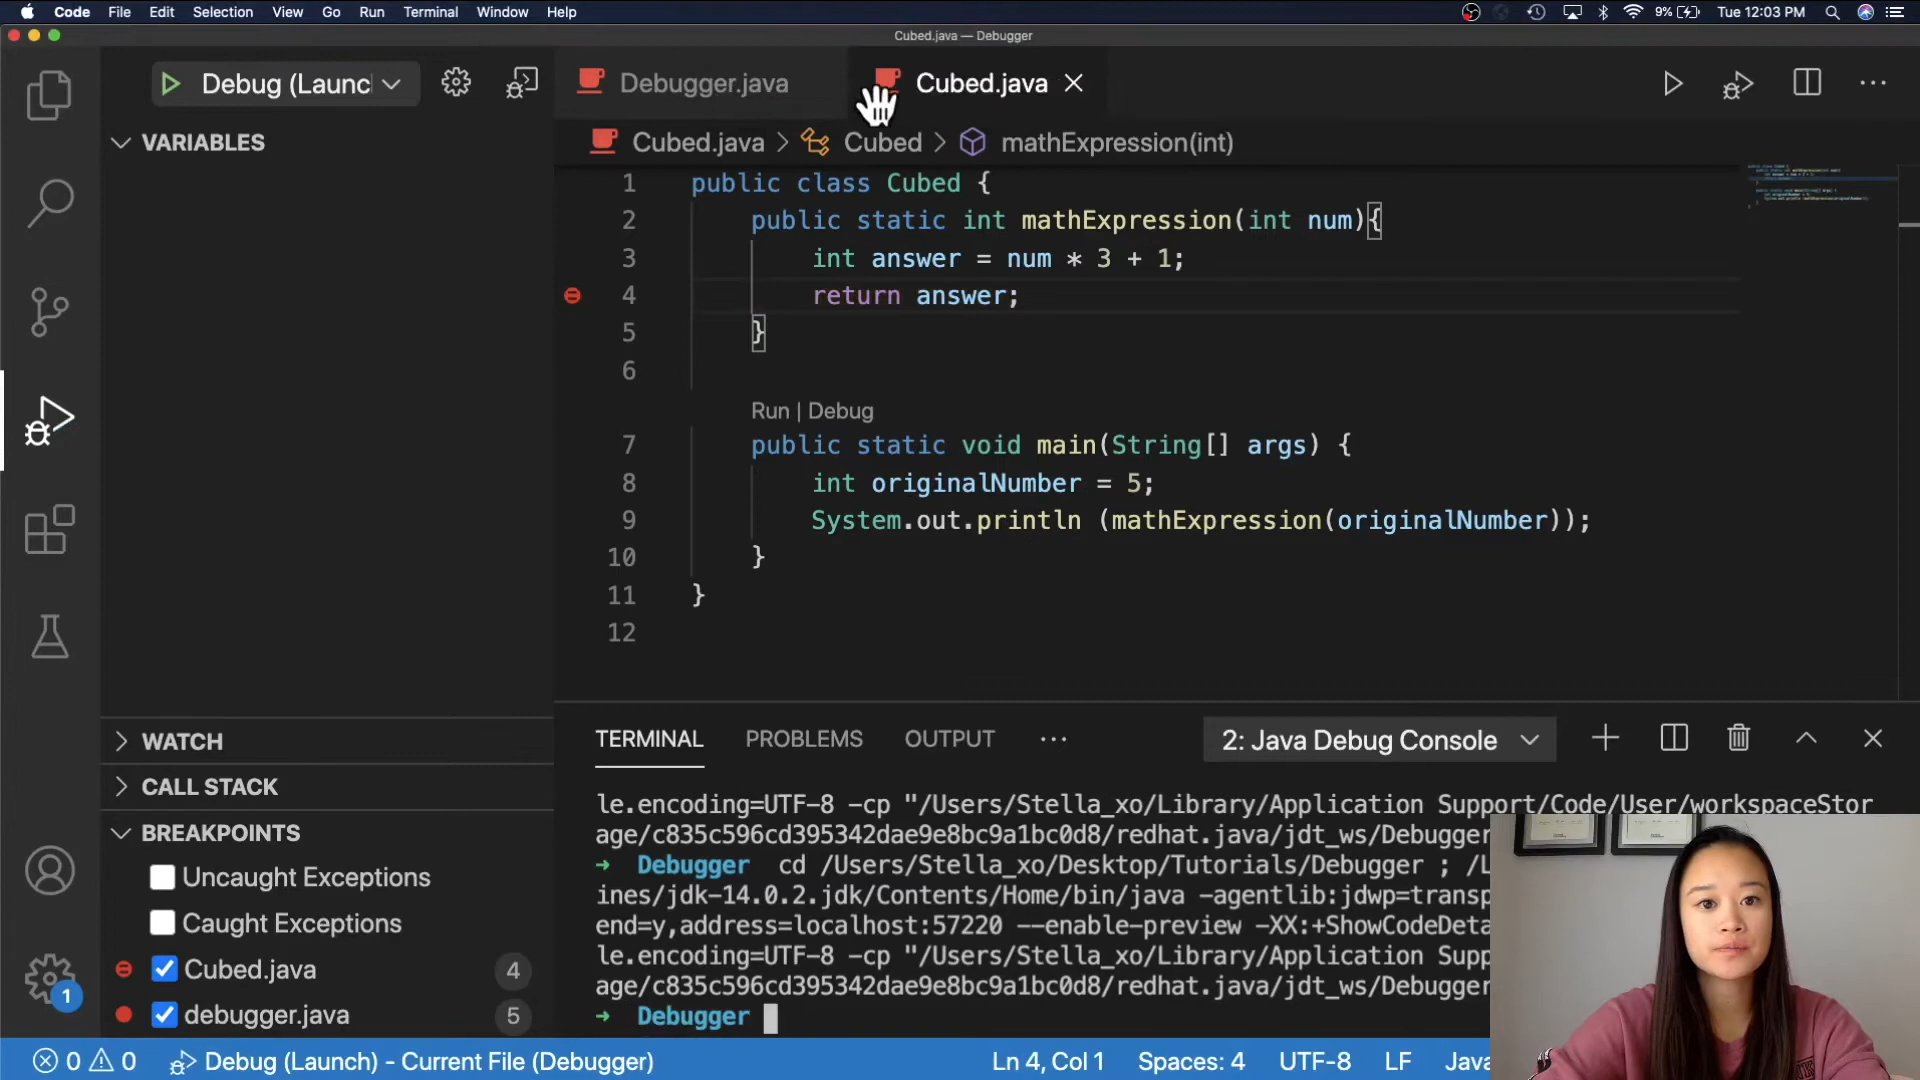 Code File Edit Selection View Go Run Terminal Window Help
9% Tue 12:03 PM
Cubed.java — Debugger
Debug (Launc
Debugger.java
Cubed.java
VARIABLES
Cubed.java > Cubed > mathExpression(int)
1 public class Cubed {
2 public static int mathExpression(int num){
3 int answer = num * 3 + 1;
4 return answer;
5 }
6
Run | Debug
7 public static void main(String[] args) {
8 int originalNumber = 5;
9 System.out.println (mathExpression(originalNumber));
10 }
11 }
12
WATCH
CALL STACK
BREAKPOINTS
Uncaught Exceptions
Caught Exceptions
Cubed.java 4
debugger.java 5
1
TERMINAL PROBLEMS OUTPUT ··· 2: Java Debug Console
le.encoding=UTF-8 -cp "/Users/Stella_xo/Library/Application Support/Code/User/workspaceStor
age/c835c596cd395342dae9e8bc9a1bc0d8/redhat.java/jdt_ws/Debugger
→ Debugger cd /Users/Stella_xo/Desktop/Tutorials/Debugger ; /L
ines/jdk-14.0.2.jdk/Contents/Home/bin/java -agentlib:jdwp=transp
end=y,address=localhost:57220 --enable-preview -XX:+ShowCodeDeta
le.encoding=UTF-8 -cp "/Users/Stella_xo/Library/Application Supp
age/c835c596cd395342dae9e8bc9a1bc0d8/redhat.java/jdt_ws/Debugger
→ Debugger
0 0 Debug (Launch) - Current File (Debugger) Ln 4, Col 1 Spaces: 4 UTF-8 LF Java